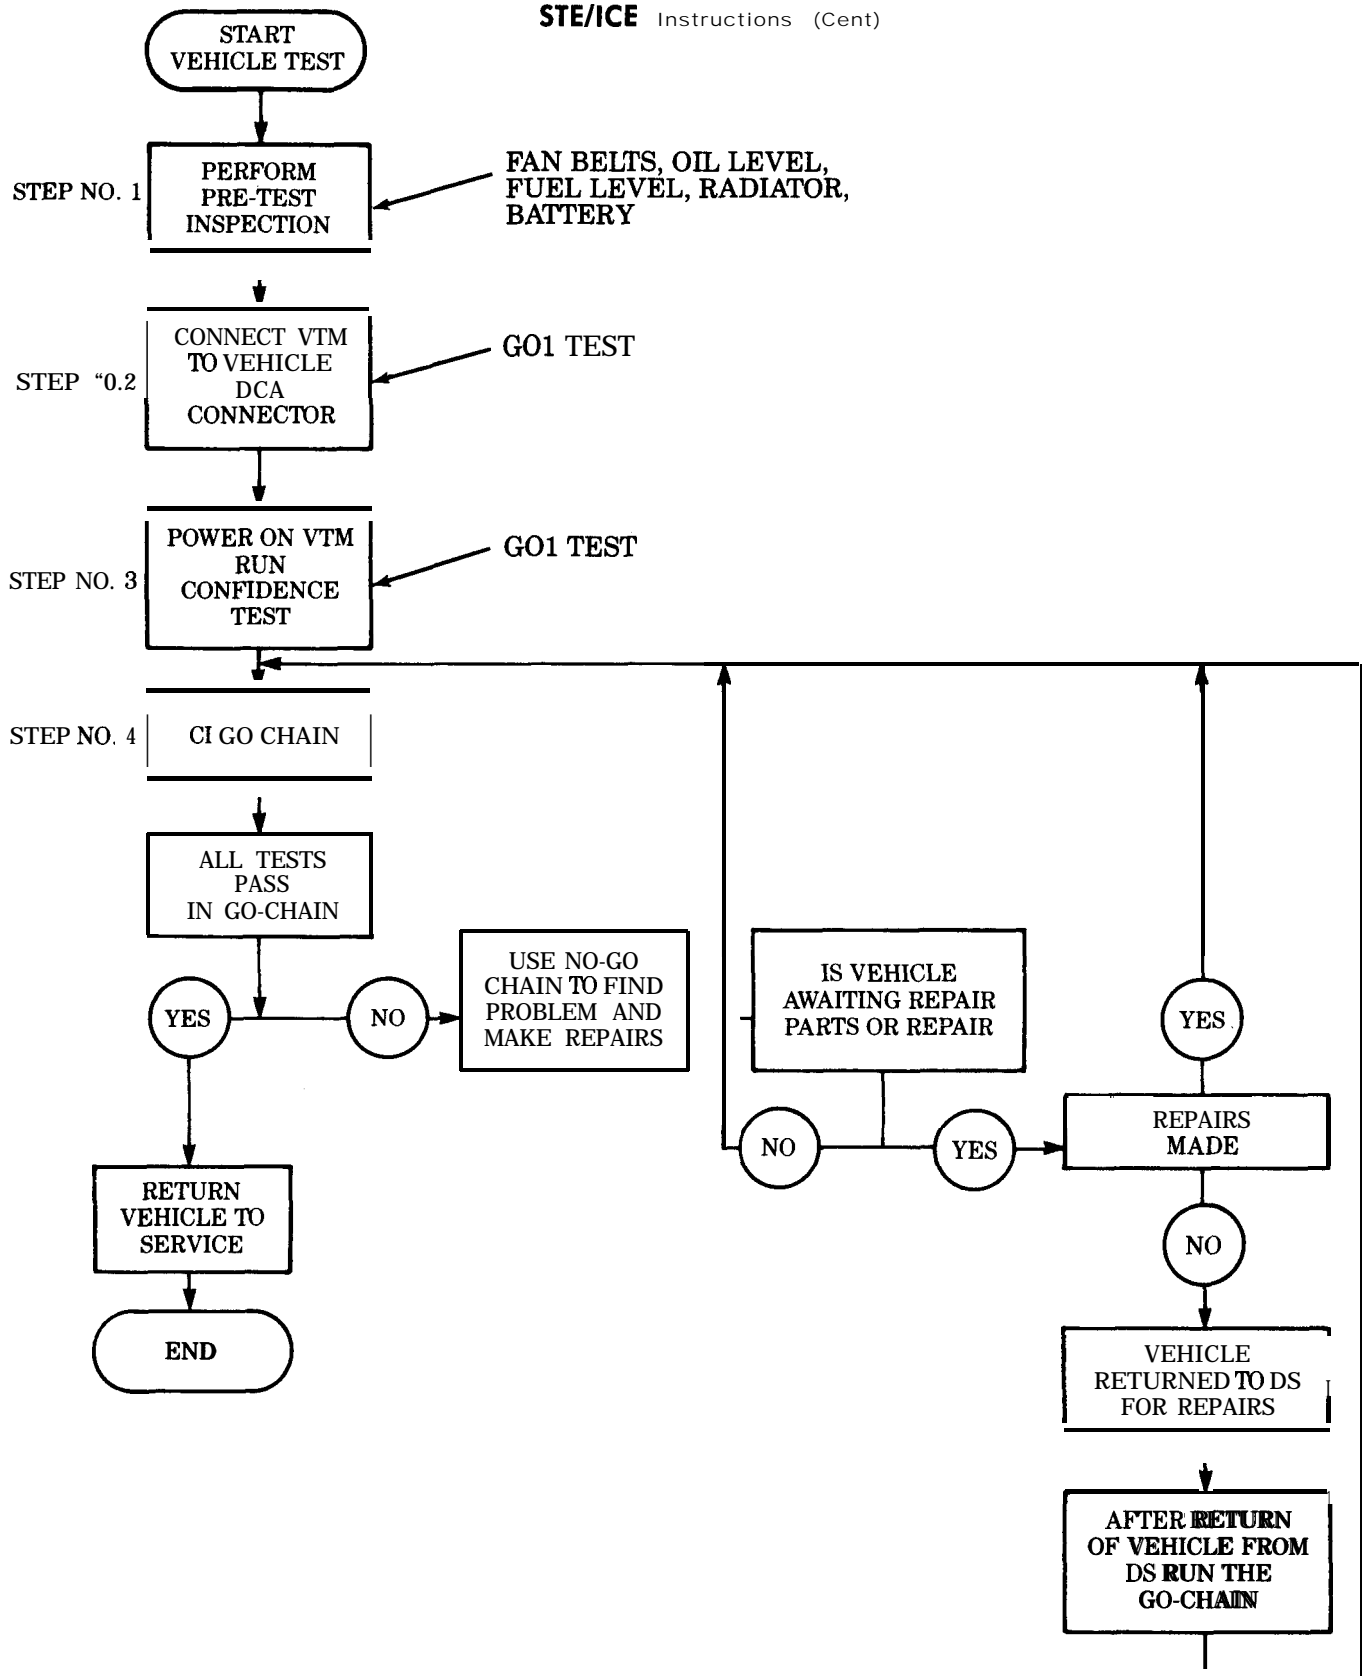 STE/ICE Instructions (Cent)
START
VEHICLE TEST
STEP NO. 1
PERFORM
PRE-TEST
INSPECTION
FAN BELTS, OIL LEVEL,
FUEL LEVEL, RADIATOR,
BATTERY
STEP “0.2
CONNECT VTM
TO VEHICLE
DCA
CONNECTOR
GO1 TEST
STEP NO. 3
POWER ON VTM
RUN
CONFIDENCE
TEST
GO1 TEST
STEP NO. 4
CI GO CHAIN
ALL TESTS
PASS
IN GO-CHAIN
YES
NO
USE NO-GO
CHAIN TO FIND
PROBLEM AND
MAKE REPAIRS
IS VEHICLE
AWAITING REPAIR
PARTS OR REPAIR
YES
NO
YES
REPAIRS
MADE
RETURN
VEHICLE TO
SERVICE
NO
END
VEHICLE
RETURNED TO DS
FOR REPAIRS
AFTER RETURN
OF VEHICLE FROM
DS RUN THE
GO-CHAIN